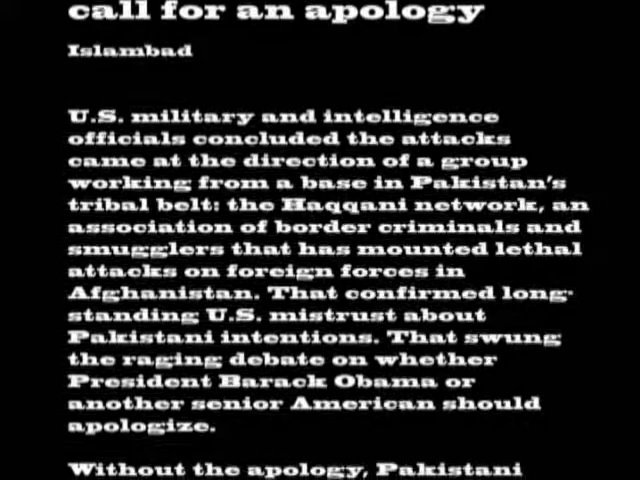 call for an apology
Islambad
U.S. military and intelligence
officials concluded the attacks
came at the direction of a group
working from a base in Pakistan's
tribal belt: the Haqqani network, an
association of border criminals and
smugglers that has mounted lethal
attacks on foreign forces in
Afghanistan. That confirmed long-
standing U.S. mistrust about
Pakistani intentions. That swung
the raging debate on whether
President Barack Obama or
another senior American should
apologize.
Without the apology, Pakistani